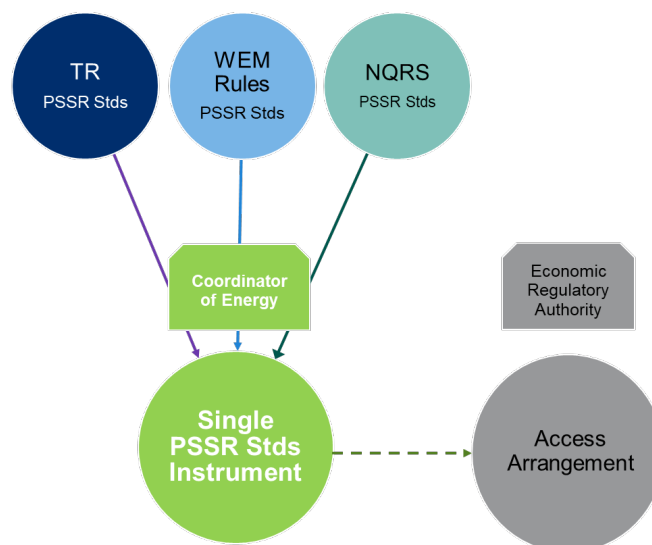 TR
PSSR Stds
WEM
Rules
PSSR Stds
NQRS
PSSR Stds
Coordinator
of Energy
Economic
Regulatory
Authority
Single
PSSR Stds
Instrument
Access
Arrangement